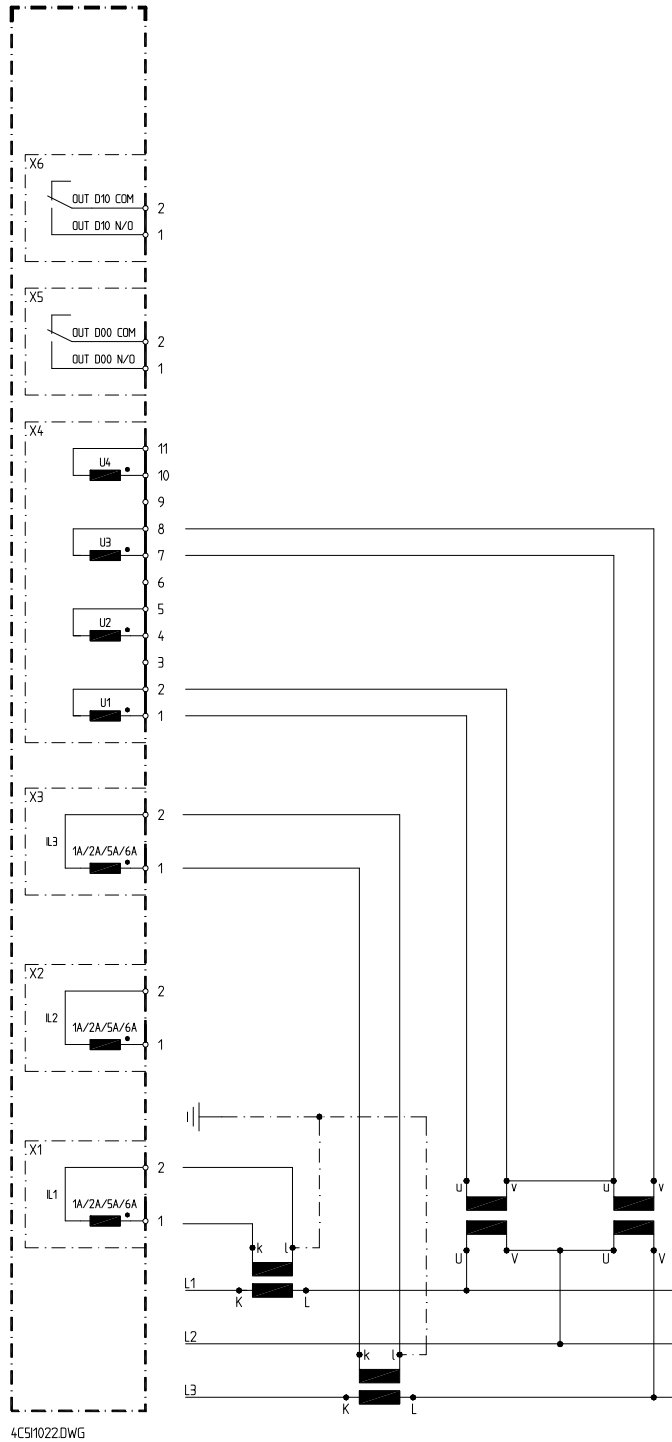 X6
OUT D10 COM
2
OUT D10 N/O
1
X5
OUT D00 COM
2
OUT D00 N/O
1
X4
11
U4
10
9
8
U3
7
6
5
U2
4
3
2
U1
1
X3
2
IL3
1A/2A/5A/6A
1
X2
2
IL2
1A/2A/5A/6A
1
X1
2
IL1
1A/2A/5A/6A
1
u v u v
k l
U V U V
L1
K L
L2
k l
L3
K L
4CSI1022.DWG